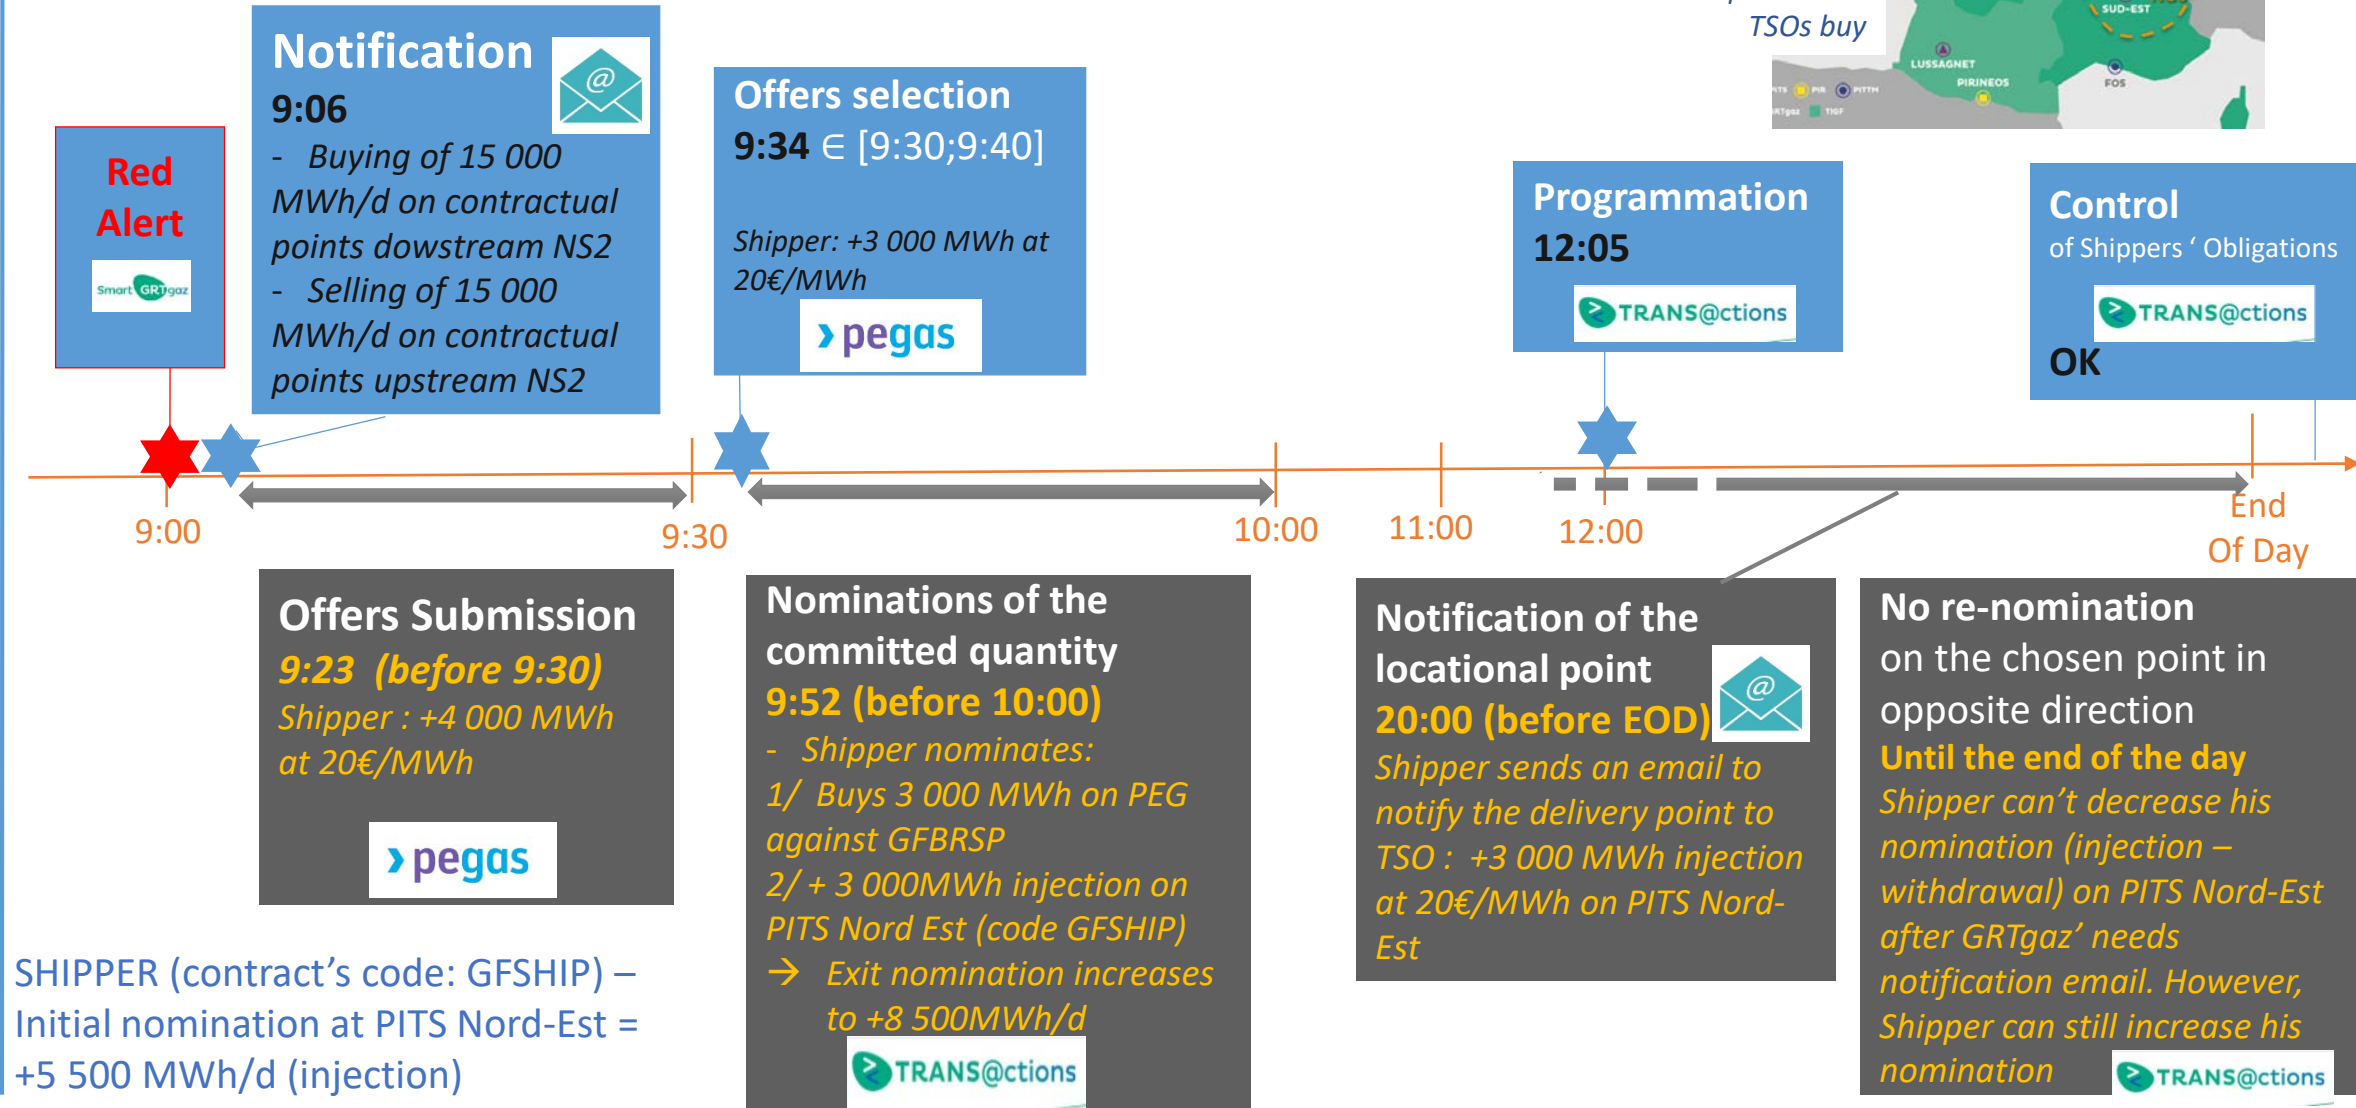 TSOs buy
SUD-EST
LUSSAGNET
PIRINEOS
FOS
PIR
PITTM
TIGF
Red
Alert
Smart GRTgaz
Notification
9:06
- Buying of 15 000
MWh/d on contractual
points dowstream NS2
- Selling of 15 000
MWh/d on contractual
points upstream NS2
@
Offers selection
9:34 ∈ [9:30;9:40]
Shipper: +3 000 MWh at
20€/MWh
pegas
Programmation
12:05
TRANS@ctions
Control
of Shippers ‘ Obligations
TRANS@ctions
OK
9:00
9:30
10:00
11:00
12:00
End
Of Day
Offers Submission
9:23 (before 9:30)
Shipper : +4 000 MWh
at 20€/MWh
pegas
Nominations of the
committed quantity
9:52 (before 10:00)
- Shipper nominates:
1/ Buys 3 000 MWh on PEG
against GFBRSP
2/ + 3 000MWh injection on
PITS Nord Est (code GFSHIP)
→ Exit nomination increases
to +8 500MWh/d
TRANS@ctions
Notification of the
locational point
20:00 (before EOD)
@
Shipper sends an email to
notify the delivery point to
TSO : +3 000 MWh injection
at 20€/MWh on PITS Nord-
Est
No re-nomination
on the chosen point in
opposite direction
Until the end of the day
Shipper can’t decrease his
nomination (injection –
withdrawal) on PITS Nord-Est
after GRTgaz’ needs
notification email. However,
Shipper can still increase his
nomination
TRANS@ctions
SHIPPER (contract’s code: GFSHIP) –
Initial nomination at PITS Nord-Est =
+5 500 MWh/d (injection)